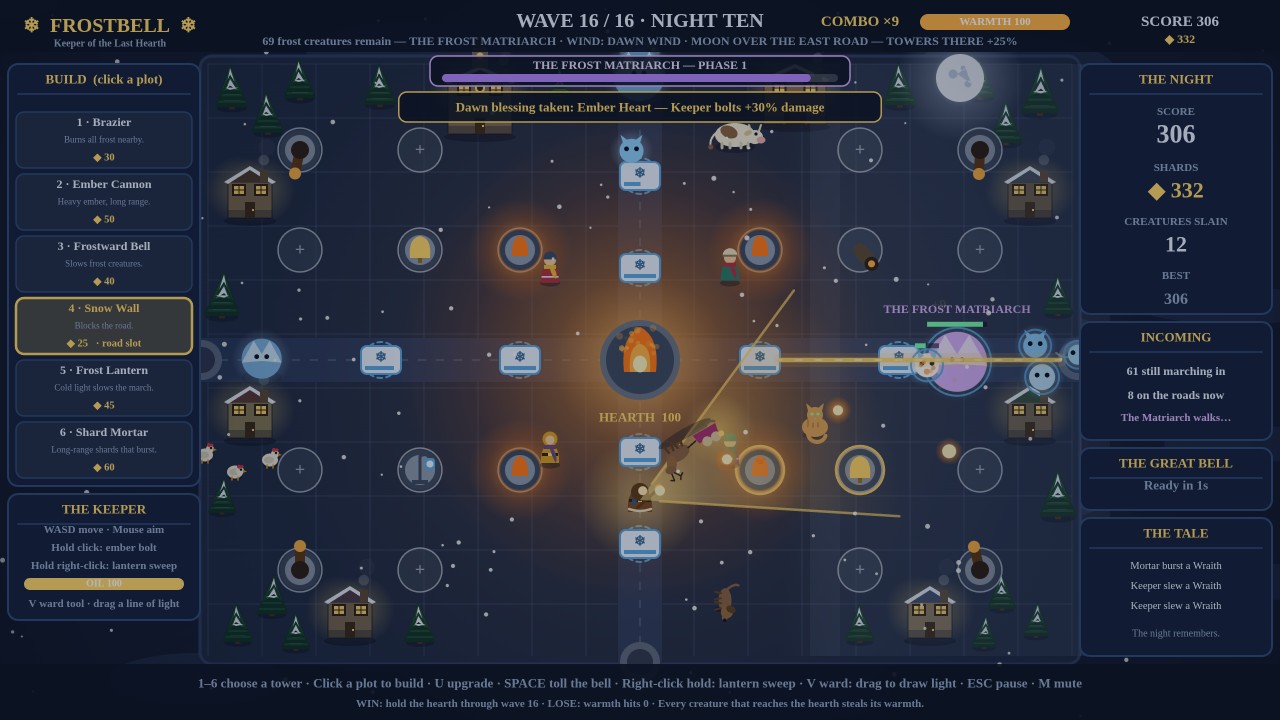 ❄ FROSTBELL ❄
Keeper of the Last Hearth
WAVE 16 / 16 · NIGHT TEN
COMBO ×9
WARMTH 100
69 frost creatures remain — THE FROST MATRIARCH · WIND: DAWN WIND · MOON OVER THE EAST ROAD — TOWERS THERE +25%
SCORE 306
◆ 332
THE FROST MATRIARCH — PHASE 1
Dawn blessing taken: Ember Heart — Keeper bolts +30% damage
BUILD (click a plot)
1 · Brazier
Burns all frost nearby.
◆ 30
2 · Ember Cannon
Heavy ember, long range.
◆ 50
3 · Frostward Bell
Slows frost creatures.
◆ 40
4 · Snow Wall
Blocks the road.
◆ 25 · road slot
5 · Frost Lantern
Cold light slows the march.
◆ 45
6 · Shard Mortar
Long-range shards that burst.
◆ 60
THE KEEPER
WASD move · Mouse aim
Hold click: ember bolt
Hold right-click: lantern sweep
OIL 100
V ward tool · drag a line of light
THE FROST MATRIARCH
HEARTH 100
THE NIGHT
SCORE
306
SHARDS
◆ 332
CREATURES SLAIN
12
BEST
306
INCOMING
61 still marching in
8 on the roads now
The Matriarch walks…
THE GREAT BELL
Ready in 1s
THE TALE
Mortar burst a Wraith
Keeper slew a Wraith
Keeper slew a Wraith
The night remembers.
1–6 choose a tower · Click a plot to build · U upgrade · SPACE toll the bell · Right-click hold: lantern sweep · V ward: drag to draw light · ESC pause · M mute
WIN: hold the hearth through wave 16 · LOSE: warmth hits 0 · Every creature that reaches the hearth steals its warmth.